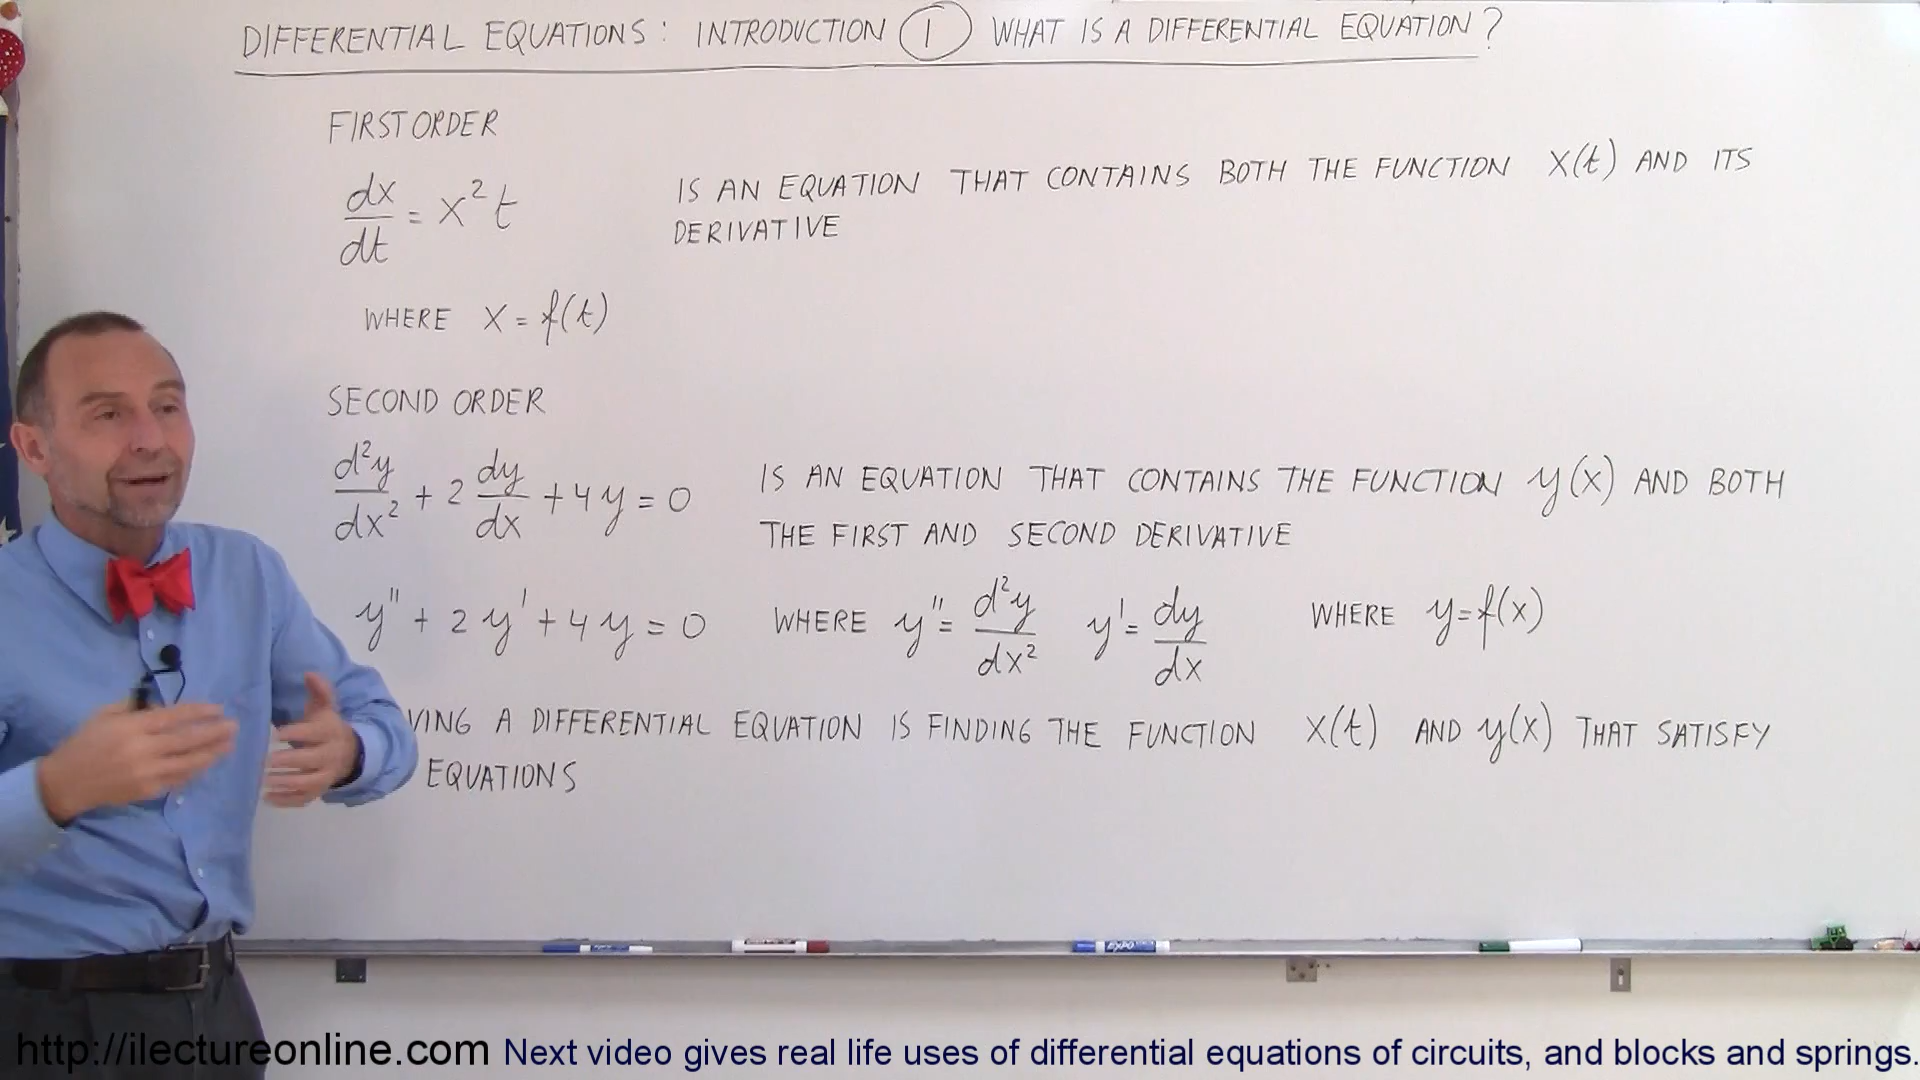 DIFFERENTIAL EQUATIONS: INTRODUCTION ① WHAT IS A DIFFERENTIAL EQUATION?
FIRST ORDER
dx/dt = x² t
IS AN EQUATION THAT CONTAINS BOTH THE FUNCTION x(t) AND ITS
DERIVATIVE
WHERE x = f(t)
SECOND ORDER
d²y/dx² + 2 dy/dx + 4y = 0
IS AN EQUATION THAT CONTAINS THE FUNCTION y(x) AND BOTH
THE FIRST AND SECOND DERIVATIVE
y" + 2y' + 4y = 0 WHERE y" = d²y/dx² y' = dy/dx WHERE y = f(x)
VING A DIFFERENTIAL EQUATION IS FINDING THE FUNCTION x(t) AND y(x) THAT SATISFY
EQUATIONS
EXPO
http://ilectureonline.com Next video gives real life uses of differential equations of circuits, and blocks and springs.